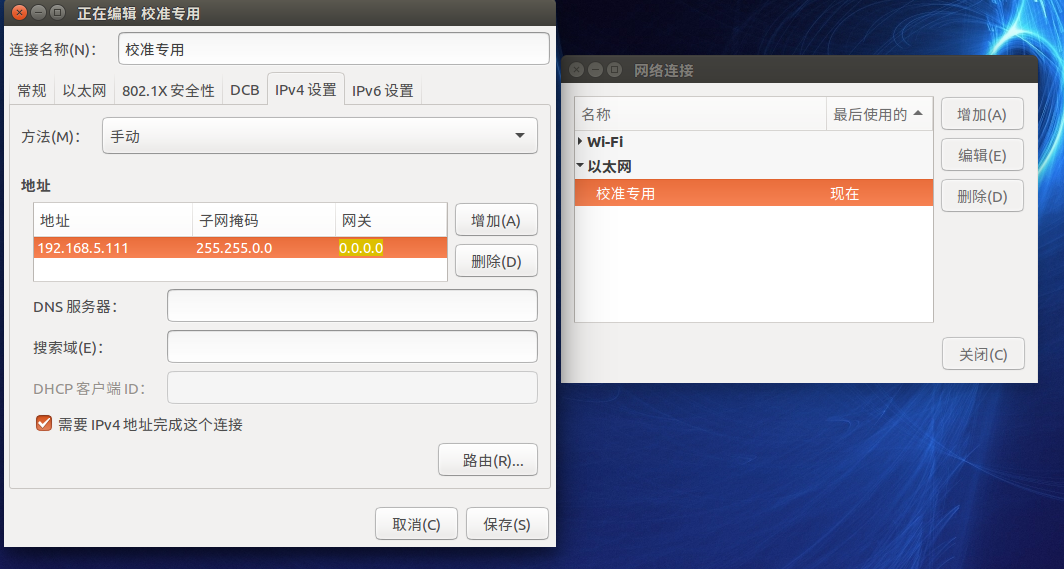 正在编辑 校准专用
连接名称(N)： 校准专用
常规 以太网 802.1X 安全性 DCB IPv4 设置 IPv6 设置
方法(M)： 手动
地址
地址 子网掩码 网关
192.168.5.111 255.255.0.0 0.0.0.0
增加(A)
删除(D)
DNS 服务器：
搜索域(E)：
DHCP 客户端 ID：
需要 IPv4 地址完成这个连接
路由(R)...
取消(C) 保存(S)
网络连接
名称 最后使用的
Wi-Fi
以太网
校准专用 现在
增加(A)
编辑(E)
删除(D)
关闭(C)